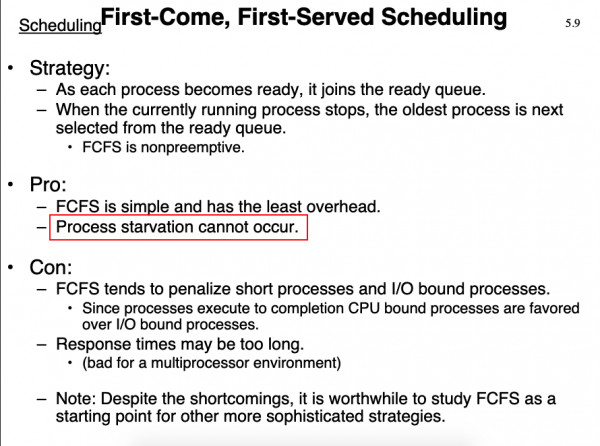 Scheduling First-Come, First-Served Scheduling 5.9
• Strategy:
– As each process becomes ready, it joins the ready queue.
– When the currently running process stops, the oldest process is next
selected from the ready queue.
• FCFS is nonpreemptive.
• Pro:
– FCFS is simple and has the least overhead.
– Process starvation cannot occur.
• Con:
– FCFS tends to penalize short processes and I/O bound processes.
• Since processes execute to completion CPU bound processes are favored
over I/O bound processes.
– Response times may be too long.
• (bad for a multiprocessor environment)
– Note: Despite the shortcomings, it is worthwhile to study FCFS as a
starting point for other more sophisticated strategies.